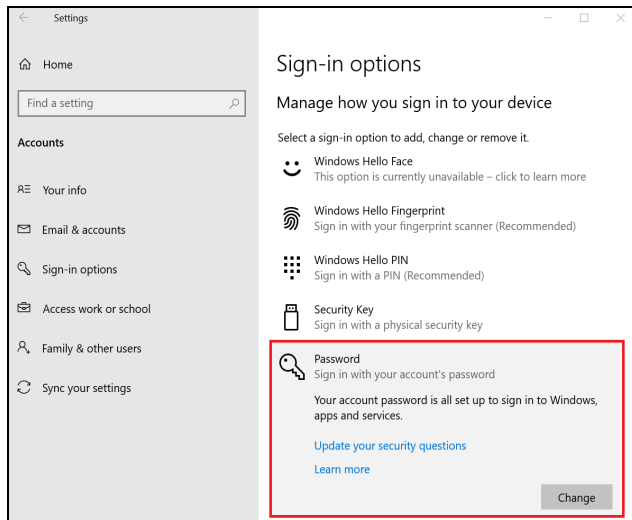 Settings
Home
Find a setting
Accounts
Your info
Email & accounts
Sign-in options
Access work or school
Family & other users
Sync your settings
Sign-in options
Manage how you sign in to your device
Select a sign-in option to add, change or remove it.
Windows Hello Face
This option is currently unavailable – click to learn more
Windows Hello Fingerprint
Sign in with your fingerprint scanner (Recommended)
Windows Hello PIN
Sign in with a PIN (Recommended)
Security Key
Sign in with a physical security key
Password
Sign in with your account's password
Your account password is all set up to sign in to Windows,
apps and services.
Update your security questions
Learn more
Change